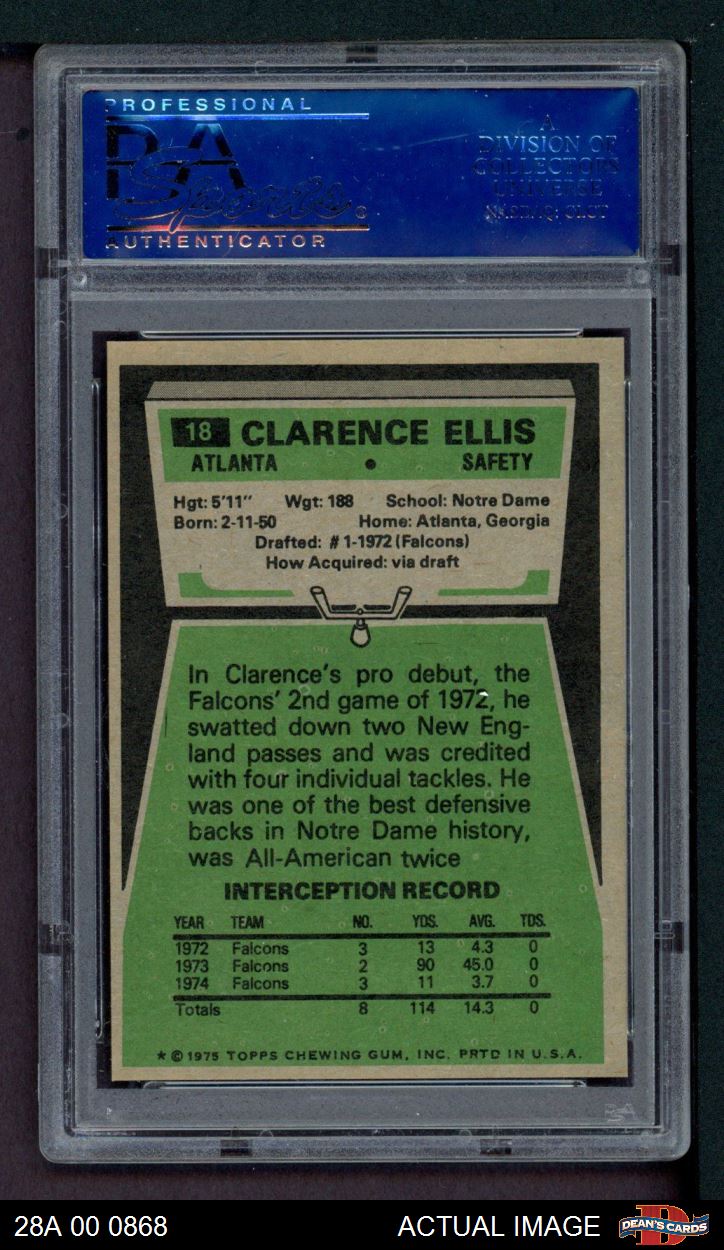 PROFESSIONAL
PSA
Sports
AUTHENTICATOR
A
DIVISION OF
COLLECTORS
UNIVERSE
NASDAQ: CLCT
18 CLARENCE ELLIS
ATLANTA • SAFETY
Hgt: 5'11" Wgt: 188 School: Notre Dame
Born: 2-11-50 Home: Atlanta, Georgia
Drafted: #1-1972 (Falcons)
How Acquired: via draft
In Clarence's pro debut, the
Falcons' 2nd game of 1972, he
swatted down two New Eng-
land passes and was credited
with four individual tackles. He
was one of the best defensive
backs in Notre Dame history,
was All-American twice
INTERCEPTION RECORD
YEAR TEAM NO. YDS. AVG. TDS.
1972 Falcons 3 13 4.3 0
1973 Falcons 2 90 45.0 0
1974 Falcons 3 11 3.7 0
Totals 8 114 14.3 0
* © 1975 TOPPS CHEWING GUM, INC. PRTD IN U.S.A.
PSA
28A 00 0868 ACTUAL IMAGE DEAN'S CARDS